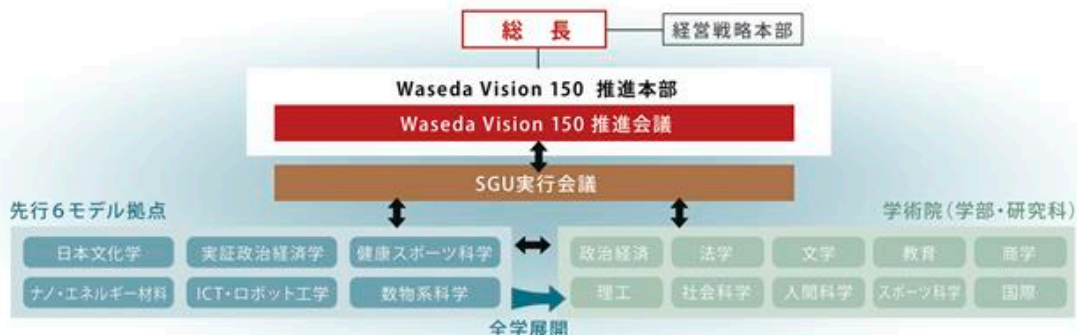 総 長
経営戦略本部
Waseda Vision 150 推進本部
Waseda Vision 150 推進会議
SGU実行会議
先行6モデル拠点
学術院(学部・研究科)
日本文化学
実証政治経済学
健康スポーツ科学
政治経済
法学
文学
教育
商学
ナノ・エネルギー材料
ICT・ロボット工学
数物系科学
理工
社会科学
人間科学
スポーツ科学
国際
全学展開